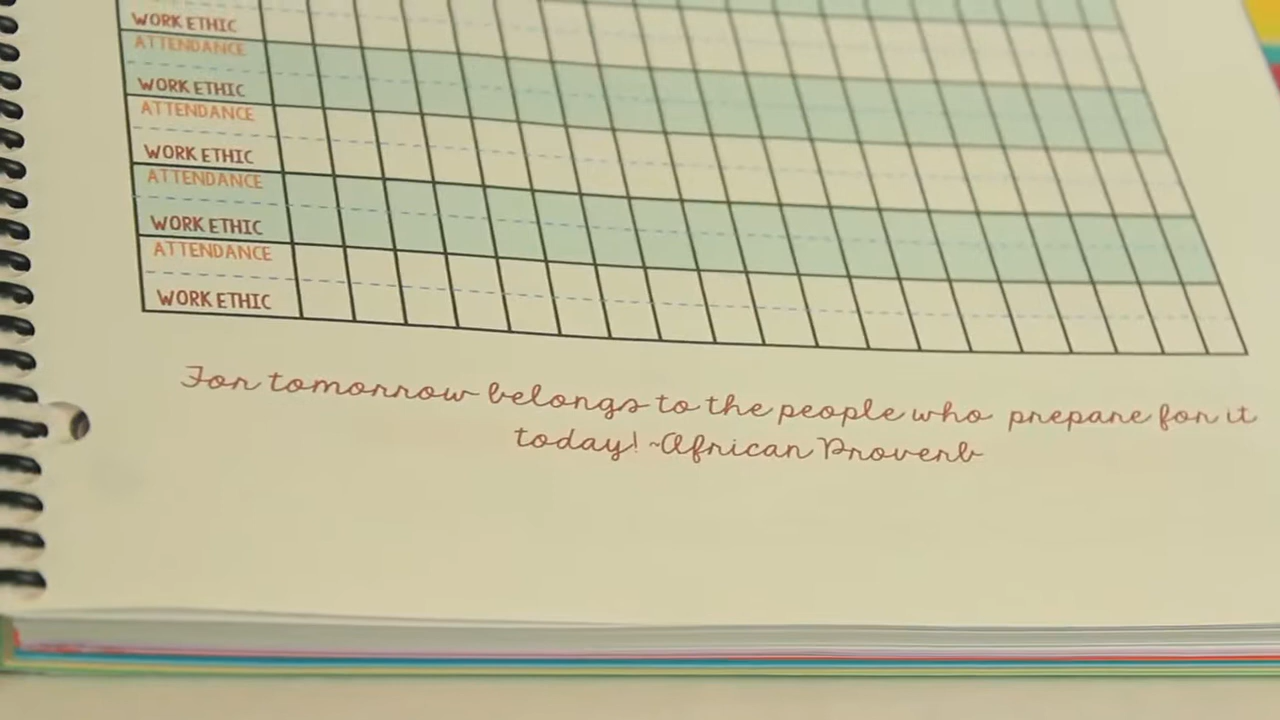 WORK ETHIC
ATTENDANCE
WORK ETHIC
ATTENDANCE
WORK ETHIC
ATTENDANCE
WORK ETHIC
ATTENDANCE
WORK ETHIC
For tomorrow belongs to the people who prepare for it
today! ~African Proverb